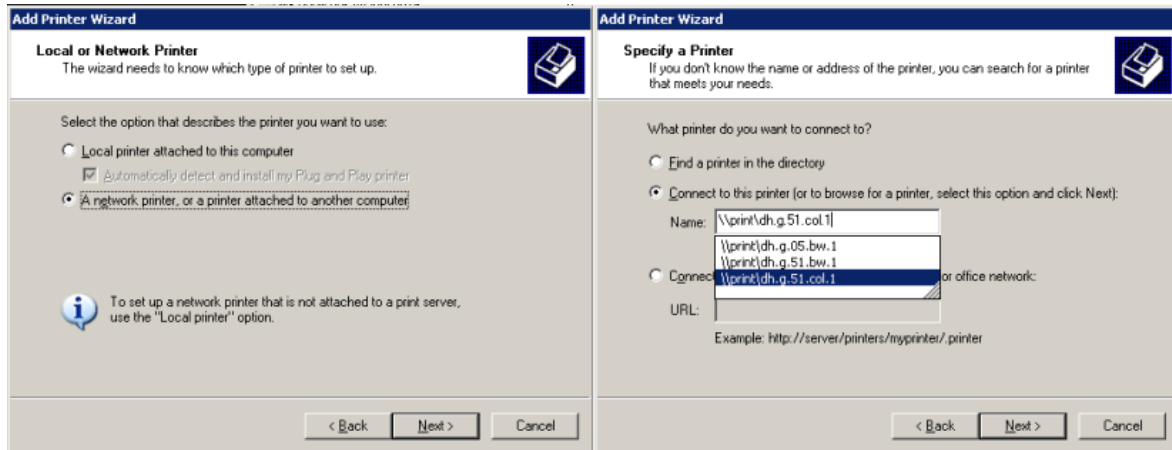 Add Printer Wizard
Local or Network Printer
The wizard needs to know which type of printer to set up.
Select the option that describes the printer you want to use:
Local printer attached to this computer
Automatically detect and install my Plug and Play printer
A network printer, or a printer attached to another computer
To set up a network printer that is not attached to a print server,
use the "Local printer" option.
< Back
Next >
Cancel
Add Printer Wizard
Specify a Printer
If you don't know the name or address of the printer, you can search for a printer
that meets your needs.
What printer do you want to connect to?
Find a printer in the directory
Connect to this printer (or to browse for a printer, select this option and click Next):
Name: \\print\dh.g.51.col.1
\\print\dh.g.05.bw.1
\\print\dh.g.51.bw.1
Connec \\print\dh.g.51.col.1 or office network:
URL:
Example: http://server/printers/myprinter/.printer
< Back
Next >
Cancel